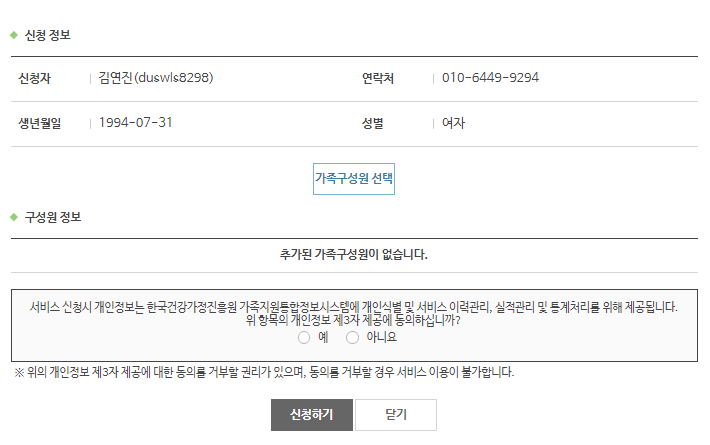 신청 정보
신청자 김연진(duswls8298) 연락처 010-6449-9294
생년월일 1994-07-31 성별 여자
가족구성원 선택
구성원 정보
추가된 가족구성원이 없습니다.
서비스 신청시 개인정보는 한국건강가정진흥원 가족지원통합정보시스템에 개인식별 및 서비스 이력관리, 실적관리 및 통계처리를 위해 제공됩니다.
위 항목의 개인정보 제3자 제공에 동의하십니까?
예 아니요
※ 위의 개인정보 제3자 제공에 대한 동의를 거부할 권리가 있으며, 동의를 거부할 경우 서비스 이용이 불가합니다.
신청하기 닫기